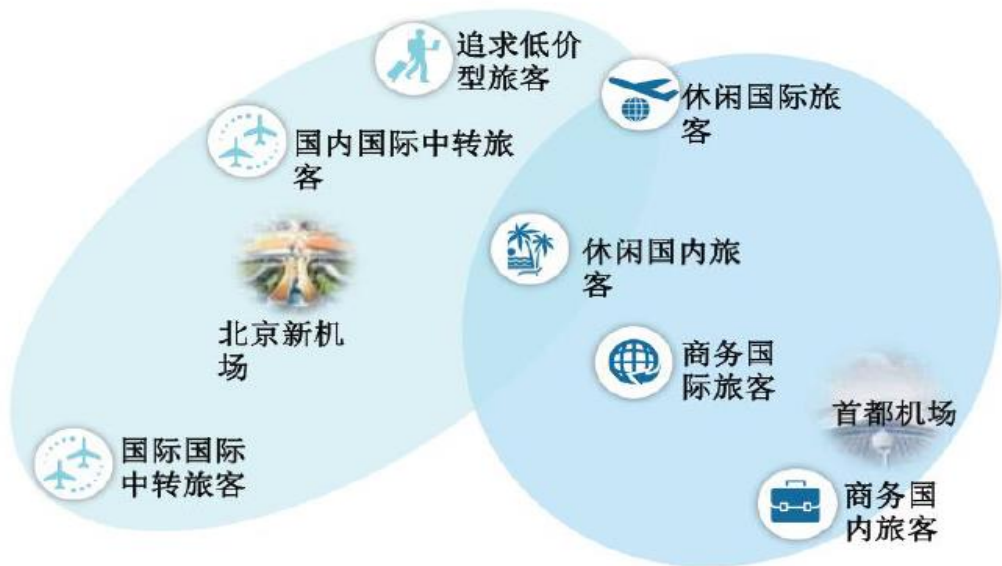 追求低价
型旅客
休闲国际旅
客
国内国际中转旅
客
休闲国内旅
客
北京新机
场
商务国
际旅客
首都机场
国际国际
中转旅客
商务国
内旅客